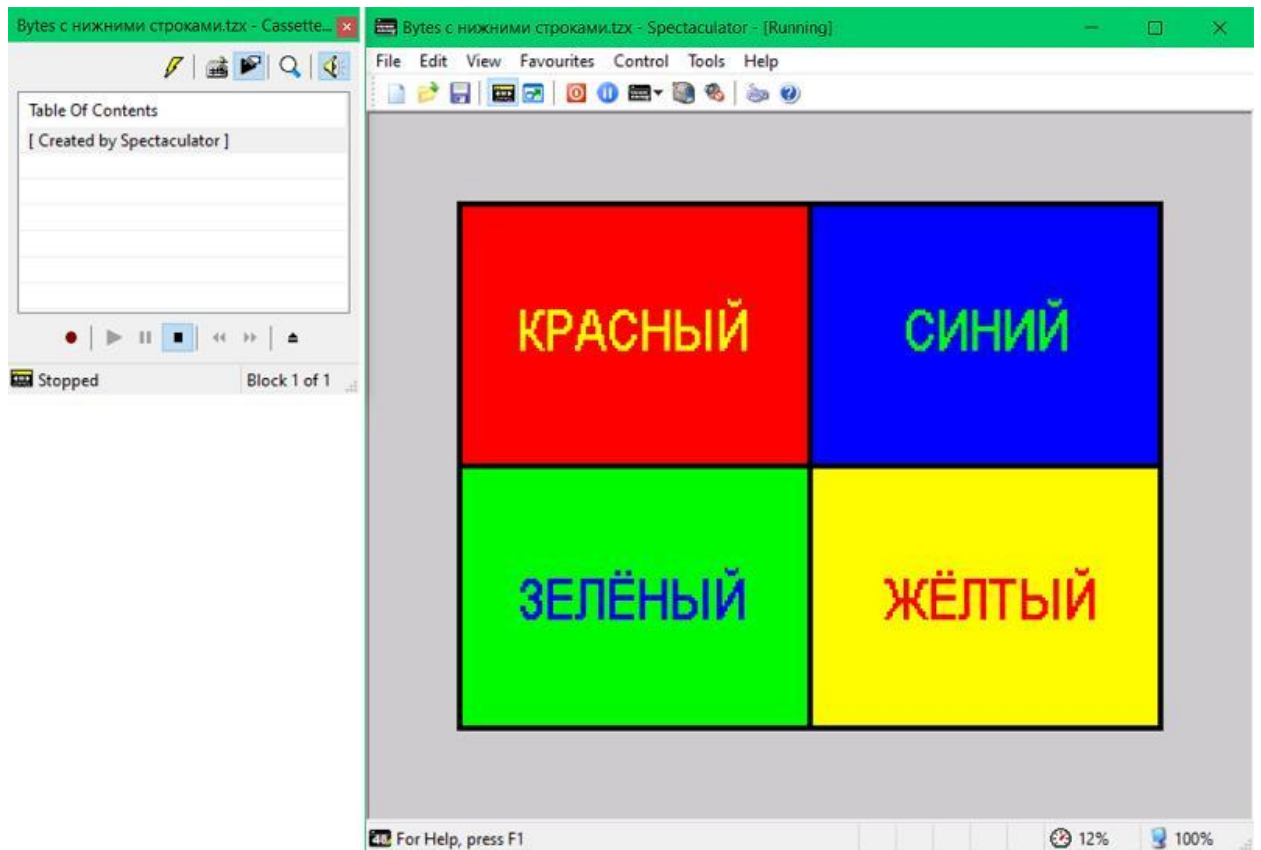 Bytes с нижними строками.tzx - Cassette...
Table Of Contents
[ Created by Spectaculator ]
Stopped
Block 1 of 1
Bytes с нижними строками.tzx - Spectaculator - [Running]
File Edit View Favourites Control Tools Help
КРАСНЫЙ
СИНИЙ
ЗЕЛЁНЫЙ
ЖЁЛТЫЙ
48 For Help, press F1
12%
100%